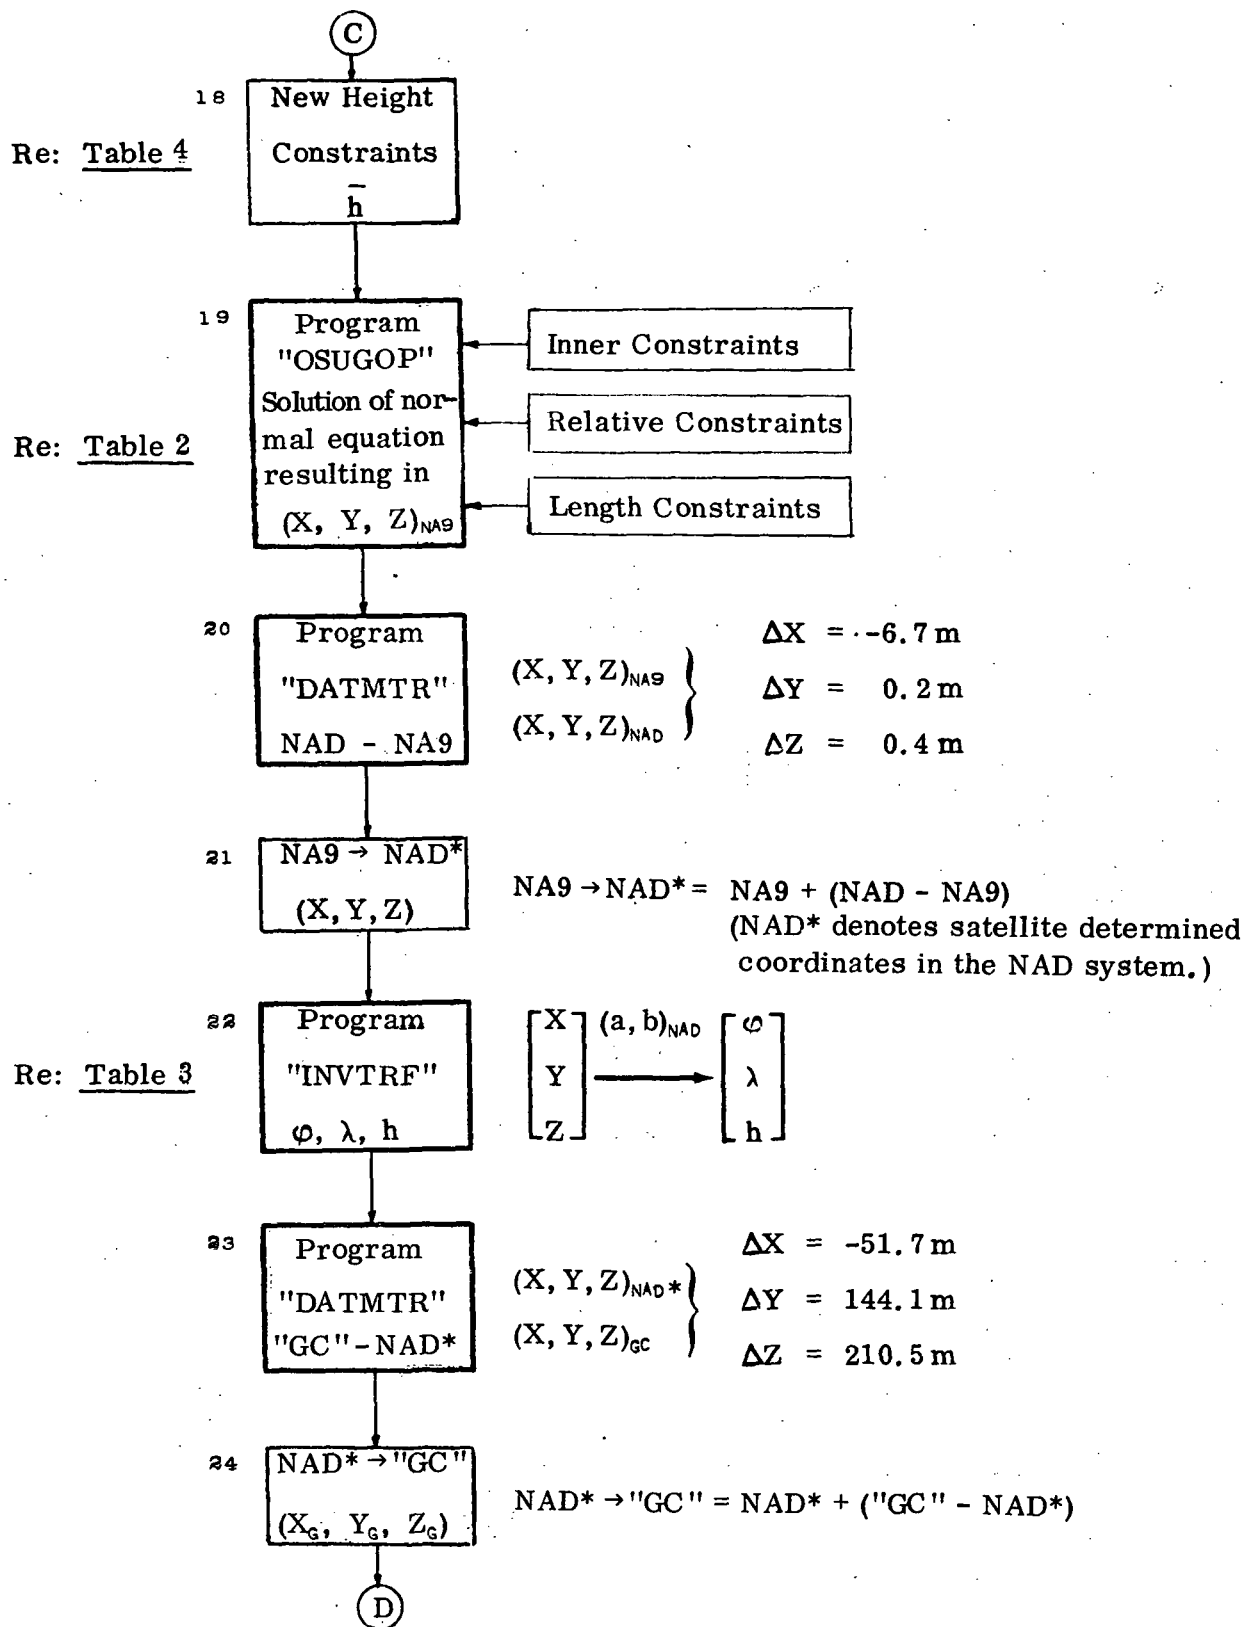 C
18
New Height
Constraints
h̅
Re: Table 4
19
Program
"OSUGOP"
Solution of nor-
mal equation
resulting in
(X, Y, Z)NA9
Re: Table 2
Inner Constraints
Relative Constraints
Length Constraints
20
Program
"DATMTR"
NAD - NA9
(X, Y, Z)NA9
(X, Y, Z)NAD
ΔX = -6.7 m
ΔY = 0.2 m
ΔZ = 0.4 m
21
NA9 → NAD*
(X, Y, Z)
NA9 → NAD* = NA9 + (NAD - NA9)
(NAD* denotes satellite determined
coordinates in the NAD system.)
22
Program
"INVTRF"
φ, λ, h
Re: Table 3
X (a, b)NAD φ
Y λ
Z h
23
Program
"DATMTR"
"GC" - NAD*
(X, Y, Z)NAD*
(X, Y, Z)GC
ΔX = -51.7 m
ΔY = 144.1 m
ΔZ = 210.5 m
24
NAD* → "GC"
(XG, YG, ZG)
NAD* → "GC" = NAD* + ("GC" - NAD*)
D